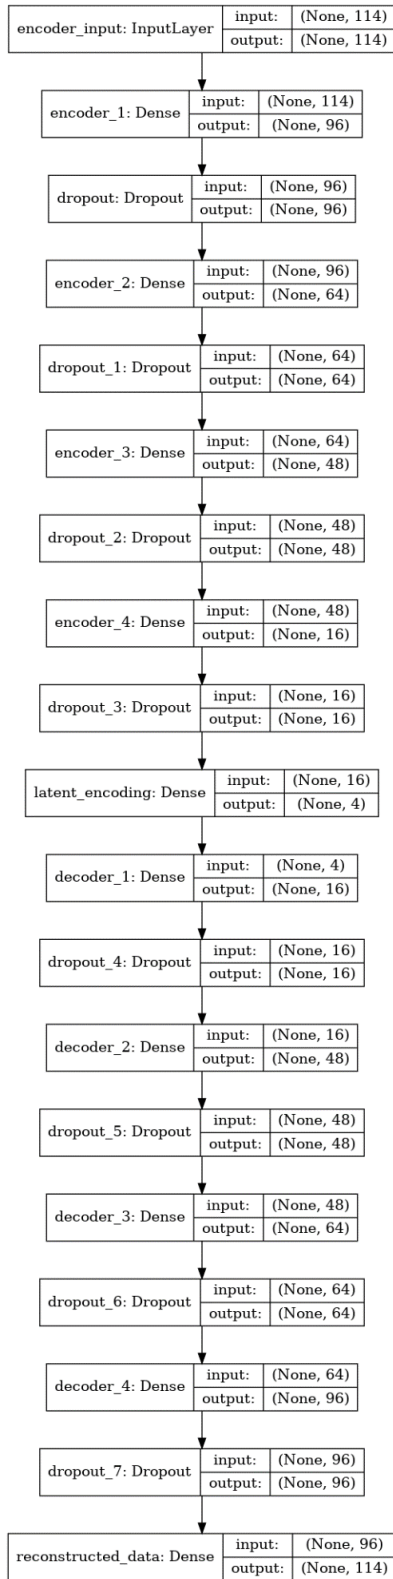 encoder_input: InputLayer input: (None, 114)
output: (None, 114)
encoder_1: Dense input: (None, 114)
output: (None, 96)
dropout: Dropout input: (None, 96)
output: (None, 96)
encoder_2: Dense input: (None, 96)
output: (None, 64)
dropout_1: Dropout input: (None, 64)
output: (None, 64)
encoder_3: Dense input: (None, 64)
output: (None, 48)
dropout_2: Dropout input: (None, 48)
output: (None, 48)
encoder_4: Dense input: (None, 48)
output: (None, 16)
dropout_3: Dropout input: (None, 16)
output: (None, 16)
latent_encoding: Dense input: (None, 16)
output: (None, 4)
decoder_1: Dense input: (None, 4)
output: (None, 16)
dropout_4: Dropout input: (None, 16)
output: (None, 16)
decoder_2: Dense input: (None, 16)
output: (None, 48)
dropout_5: Dropout input: (None, 48)
output: (None, 48)
decoder_3: Dense input: (None, 48)
output: (None, 64)
dropout_6: Dropout input: (None, 64)
output: (None, 64)
decoder_4: Dense input: (None, 64)
output: (None, 96)
dropout_7: Dropout input: (None, 96)
output: (None, 96)
reconstructed_data: Dense input: (None, 96)
output: (None, 114)